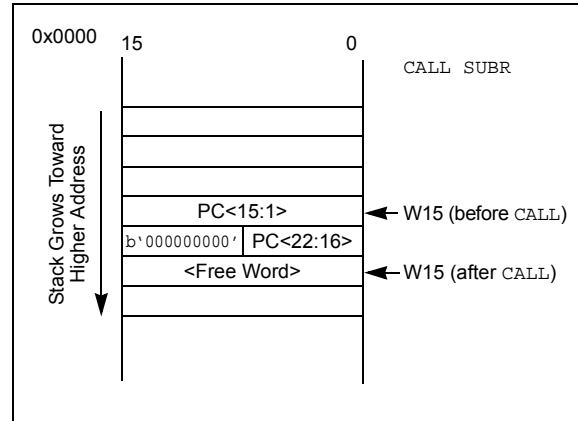 0x0000
15
0
CALL SUBR
Stack Grows Toward
Higher Address
PC<15:1>
W15 (before CALL)
b‘000000000’
PC<22:16>
<Free Word>
W15 (after CALL)